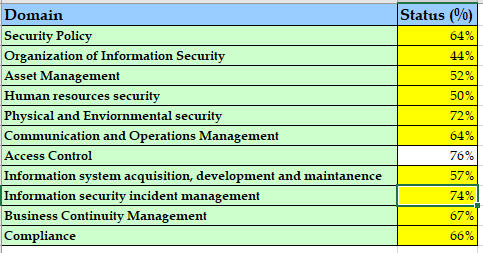 Domain Status (%)
Security Policy 64%
Organization of Information Security 44%
Asset Management 52%
Human resources security 50%
Physical and Enviornmental security 72%
Communication and Operations Management 64%
Access Control 76%
Information system acquisition, development and maintanence 57%
Information security incident management 74%
Business Continuity Management 67%
Compliance 66%